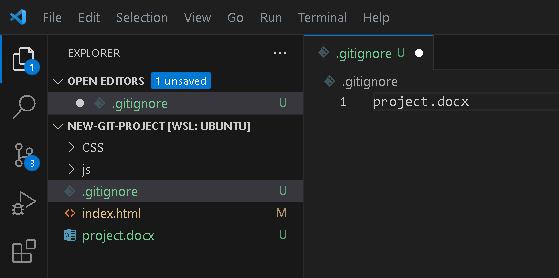 File Edit Selection View Go Run Terminal Help
EXPLORER
.gitignore U
OPEN EDITORS 1 unsaved
.gitignore
.gitignore U
1 project.docx
NEW-GIT-PROJECT [WSL: UBUNTU]
CSS
js
.gitignore U
index.html M
project.docx U
1
3